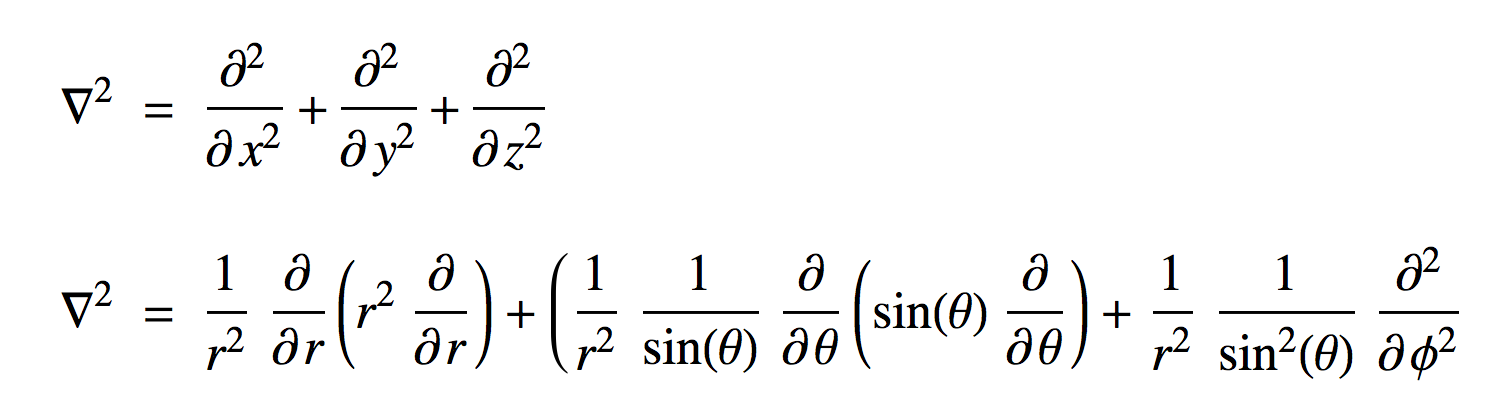 ∇² = ∂²/∂x² + ∂²/∂y² + ∂²/∂z²
∇² = 1/r² ∂/∂r (r² ∂/∂r) + (1/r² 1/sin(θ) ∂/∂θ (sin(θ) ∂/∂θ) + 1/r² 1/sin²(θ) ∂²/∂ϕ²